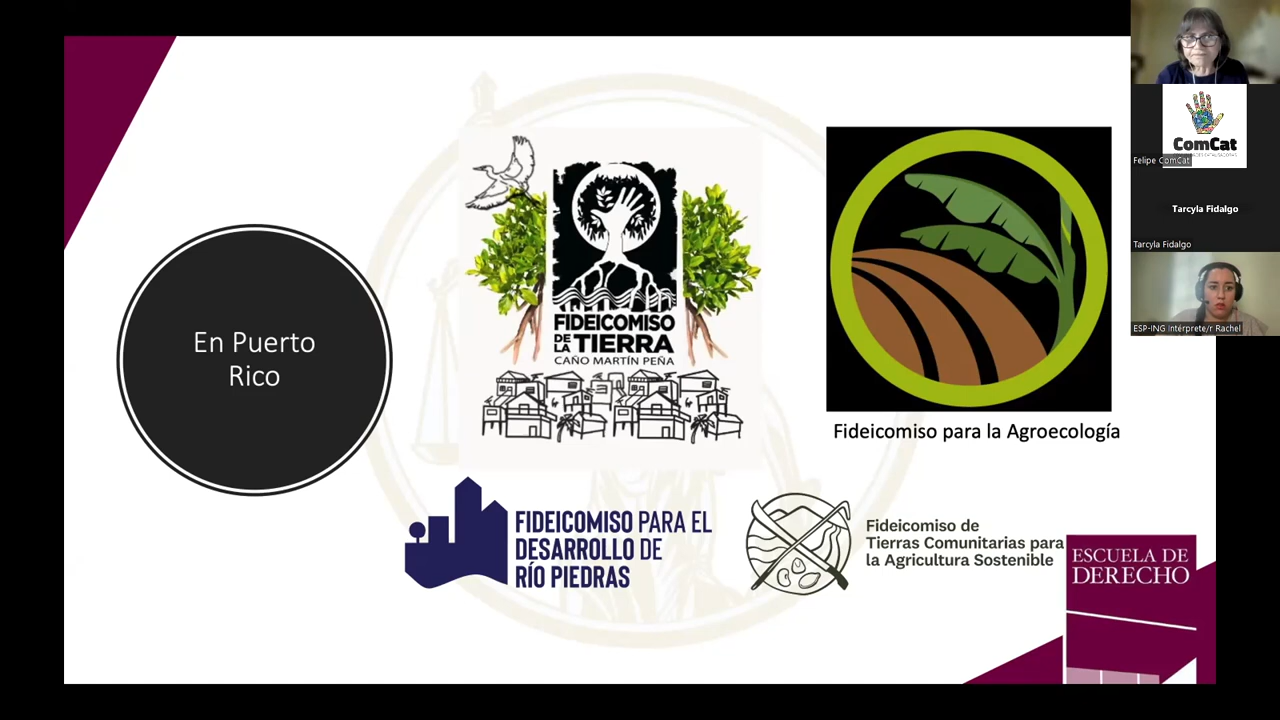 En Puerto
Rico
FIDEICOMISO
DE LA TIERRA
CAÑO MARTÍN PEÑA
Fideicomiso para la Agroecología
FIDEICOMISO PARA EL
DESARROLLO DE
RÍO PIEDRAS
Fideicomiso de
Tierras Comunitarias para
la Agricultura Sostenible
ESCUELA DE
DERECHO
ComCat
Felipe ComCat
Tarcyla Fidalgo
Tarcyla Fidalgo
ESP-ING Intérprete/r Rachel